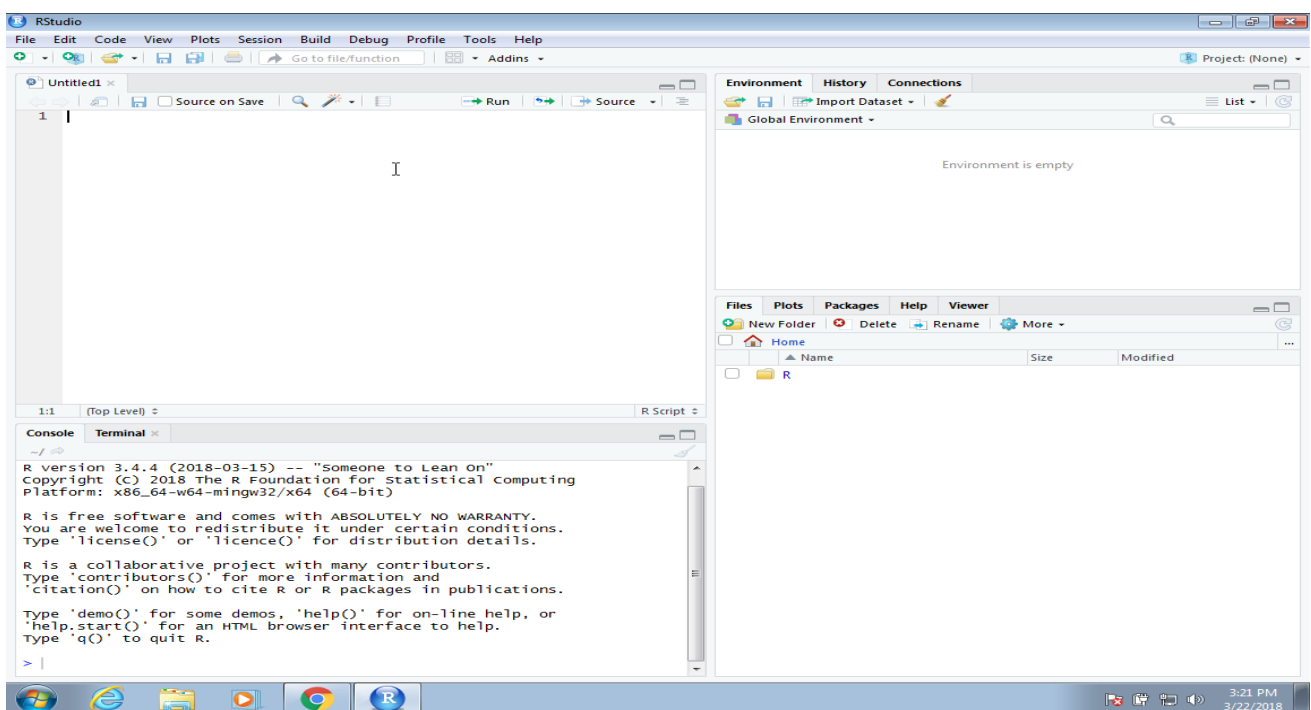 RStudio
File Edit Code View Plots Session Build Debug Profile Tools Help
Go to file/function Addins
Project: (None)
Untitled1
Source on Save Run Source
1
1:1 (Top Level) R Script
Console Terminal
~/
R version 3.4.4 (2018-03-15) -- "Someone to Lean On"
Copyright (C) 2018 The R Foundation for Statistical Computing
Platform: x86_64-w64-mingw32/x64 (64-bit)
R is free software and comes with ABSOLUTELY NO WARRANTY.
You are welcome to redistribute it under certain conditions.
Type 'license()' or 'licence()' for distribution details.
R is a collaborative project with many contributors.
Type 'contributors()' for more information and
'citation()' on how to cite R or R packages in publications.
Type 'demo()' for some demos, 'help()' for on-line help, or
'help.start()' for an HTML browser interface to help.
Type 'q()' to quit R.
>
Environment History Connections
Import Dataset List
Global Environment
Environment is empty
Files Plots Packages Help Viewer
New Folder Delete Rename More
Home ...
Name Size Modified
R
3:21 PM
3/22/2018